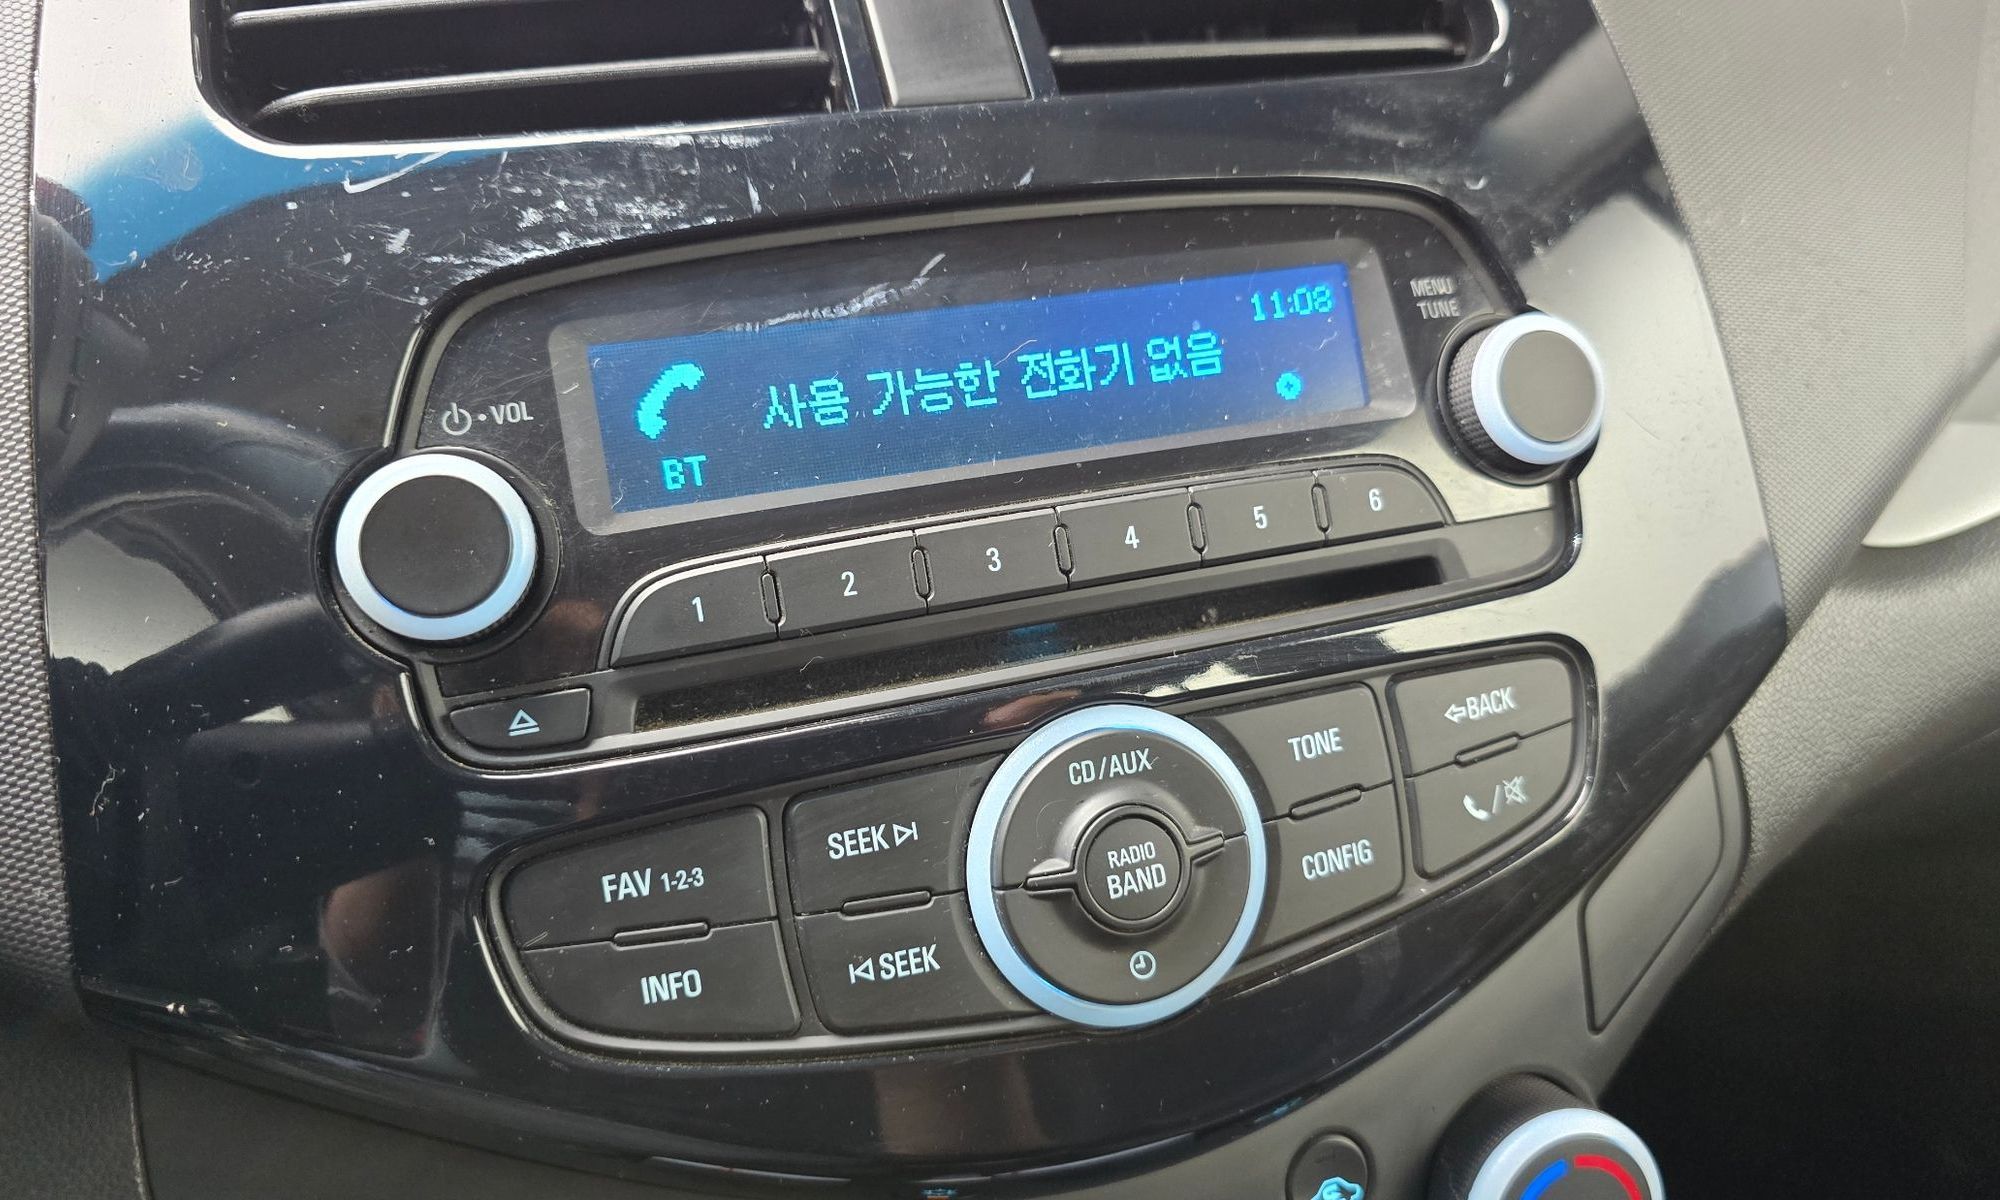 11:08
사용 가능한 전화기 없음
BT
MENU
TUNE
VOL
1 2 3 4 5 6
CD/AUX
TONE
BACK
SEEK
RADIO
BAND
CONFIG
FAV 1-2-3
SEEK
INFO